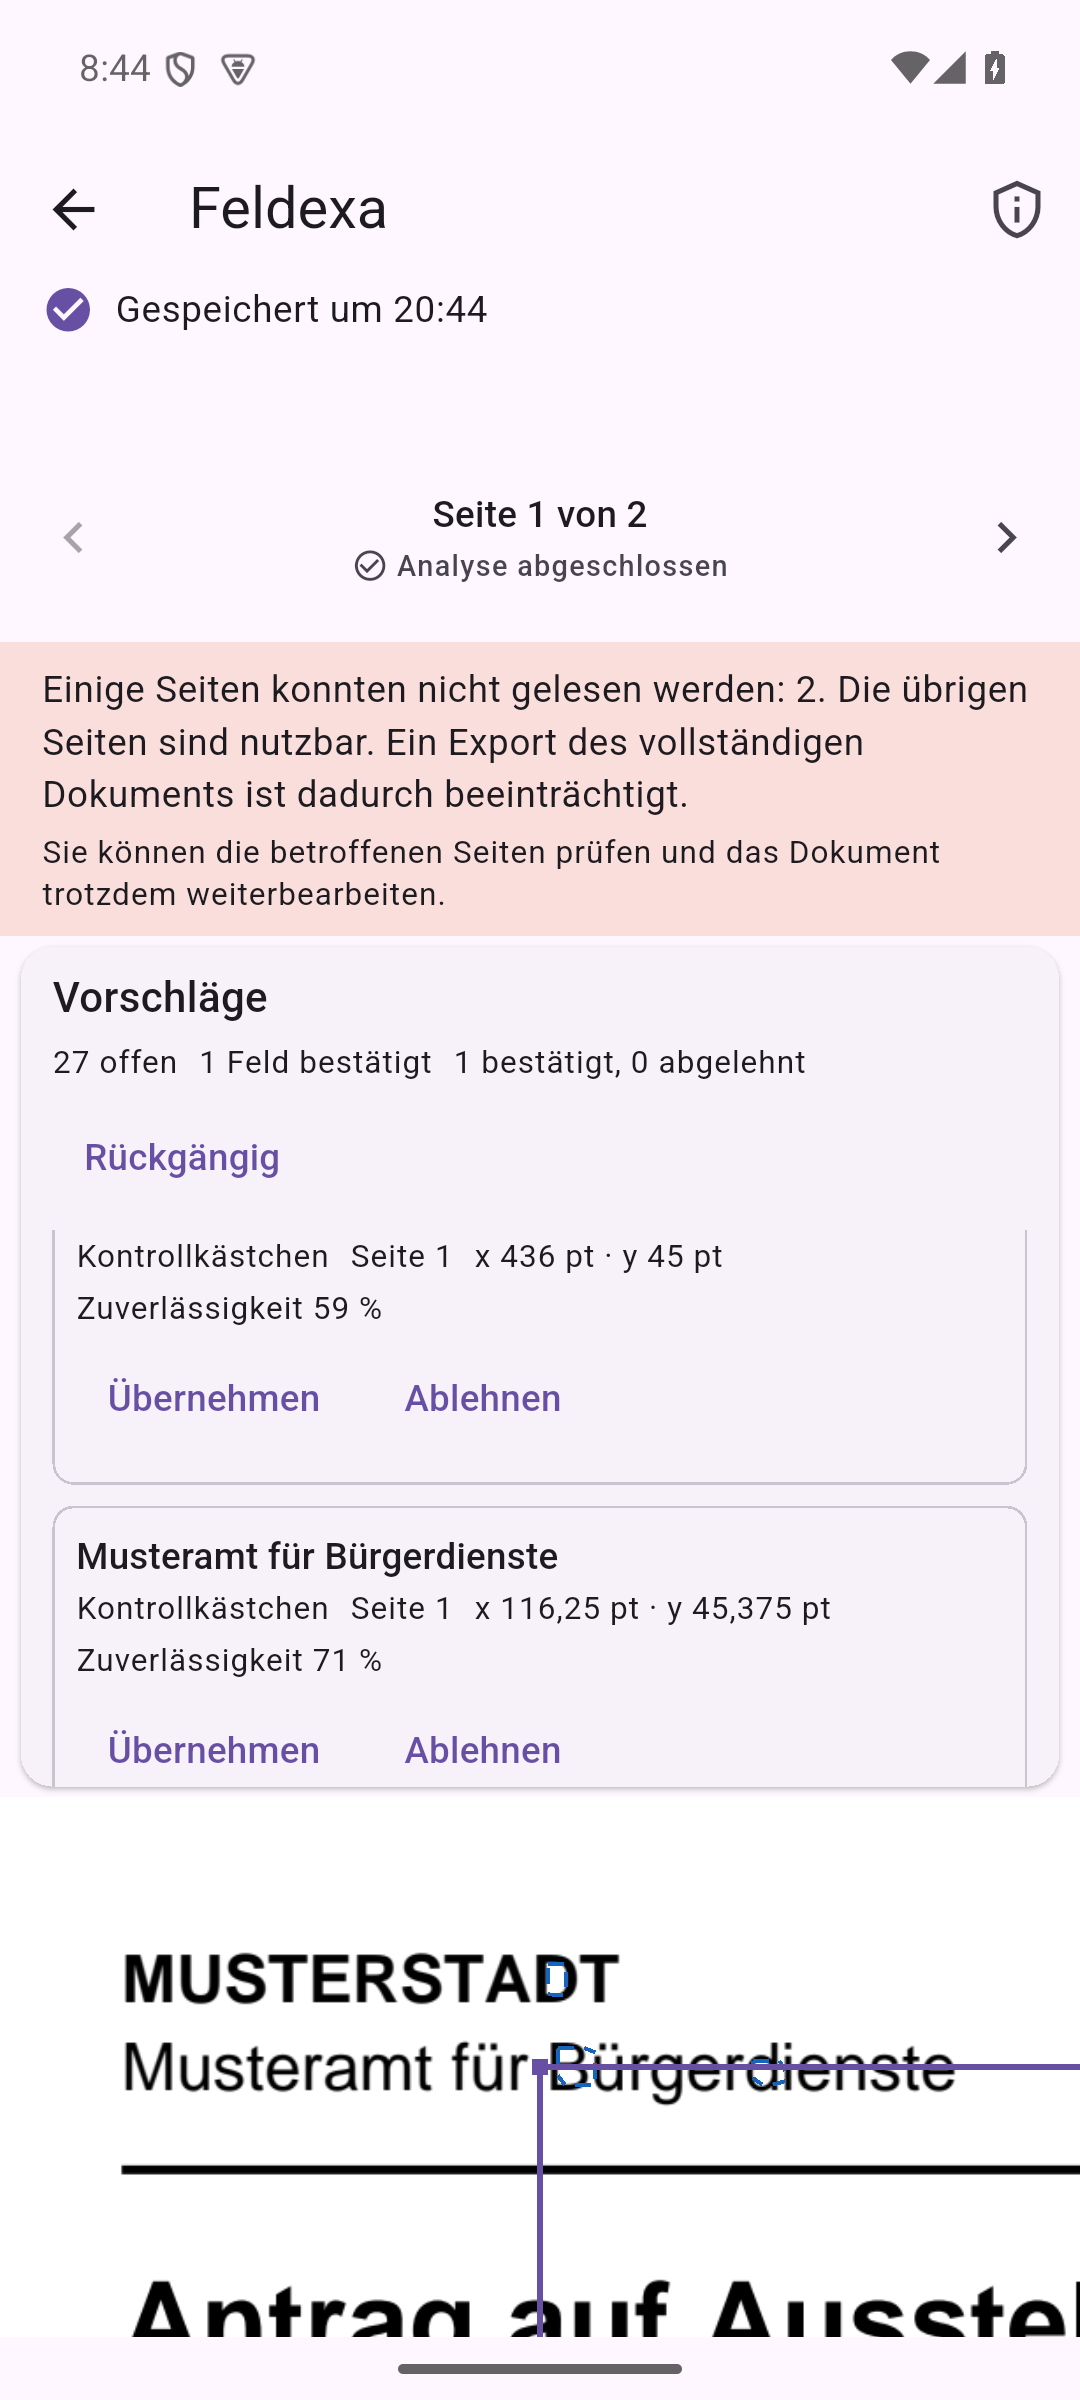 8:44
Feldexa
Gespeichert um 20:44
Seite 1 von 2
Analyse abgeschlossen
Einige Seiten konnten nicht gelesen werden: 2. Die übrigen
Seiten sind nutzbar. Ein Export des vollständigen
Dokuments ist dadurch beeinträchtigt.
Sie können die betroffenen Seiten prüfen und das Dokument
trotzdem weiterbearbeiten.
Vorschläge
27 offen 1 Feld bestätigt 1 bestätigt, 0 abgelehnt
Rückgängig
Kontrollkästchen Seite 1 x 436 pt · y 45 pt
Zuverlässigkeit 59 %
Übernehmen Ablehnen
Musteramt für Bürgerdienste
Kontrollkästchen Seite 1 x 116,25 pt · y 45,375 pt
Zuverlässigkeit 71 %
Übernehmen Ablehnen
MUSTERSTADT
Musteramt für Bürgerdienste
Antrag auf